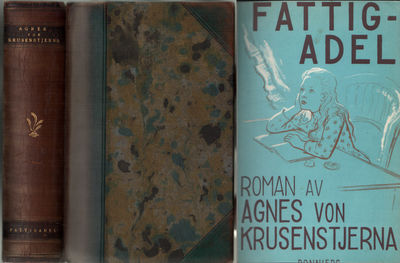 AGNES
VON
KRUSENSTJERNA
FATTIGADEL
FATTIG-
ADEL
ROMAN AV
AGNES VON
KRUSENSTJERNA
BONNIERS